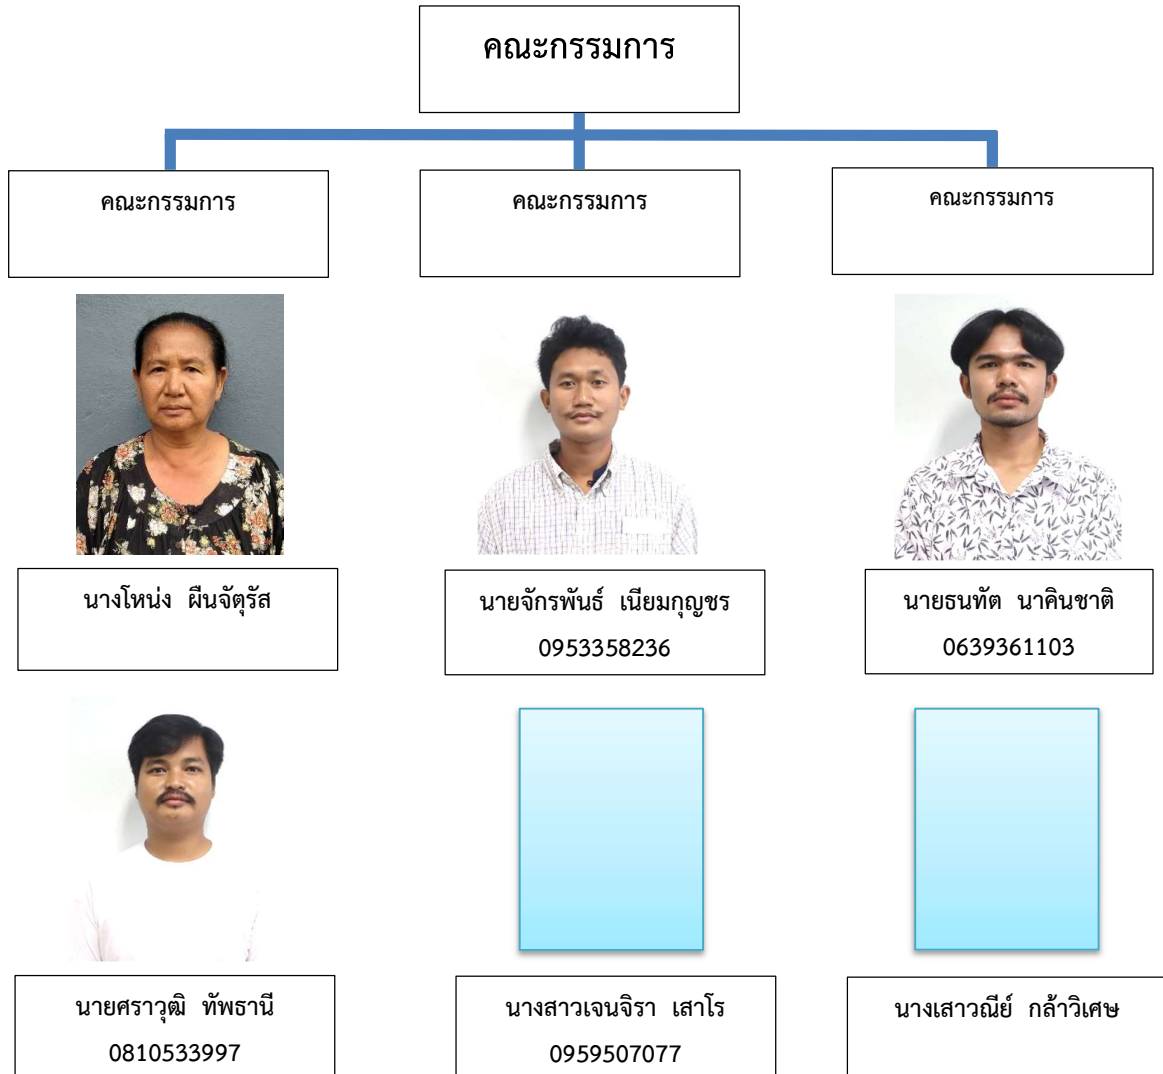 คณะกรรมการ
คณะกรรมการ
คณะกรรมการ
คณะกรรมการ
นางโหน่ง ผืนจัตุรัส
นายจักรพันธ์ เนียมกุญชร
0953358236
นายธนทัต นาคินชาติ
0639361103
นายศราวุฒิ ทัพธานี
0810533997
นางสาวเจนจิรา เสาโร
0959507077
นางเสาวณีย์ กล้าวิเศษ